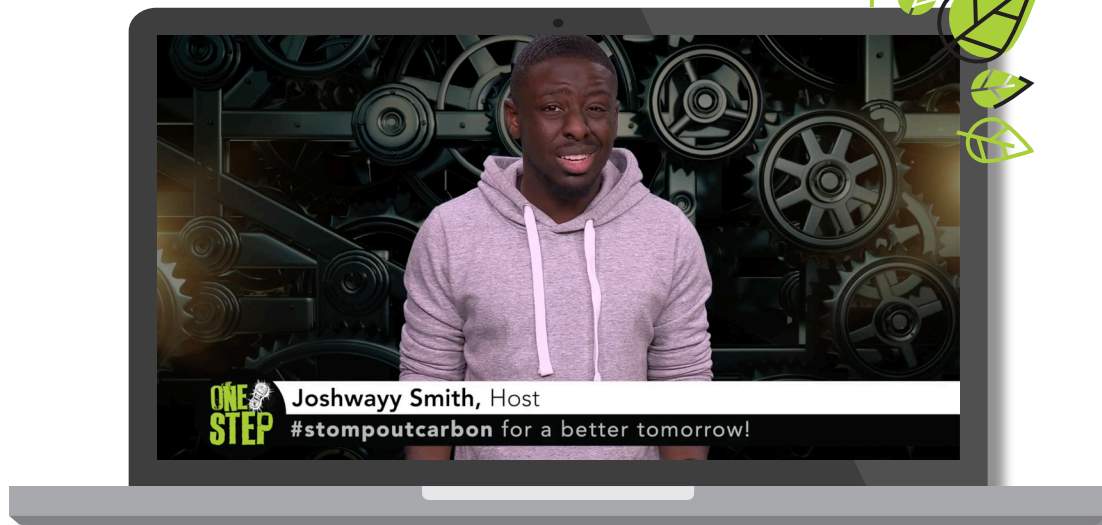 ONE
STEP
Joshwayy Smith, Host
#stompoutcarbon for a better tomorrow!